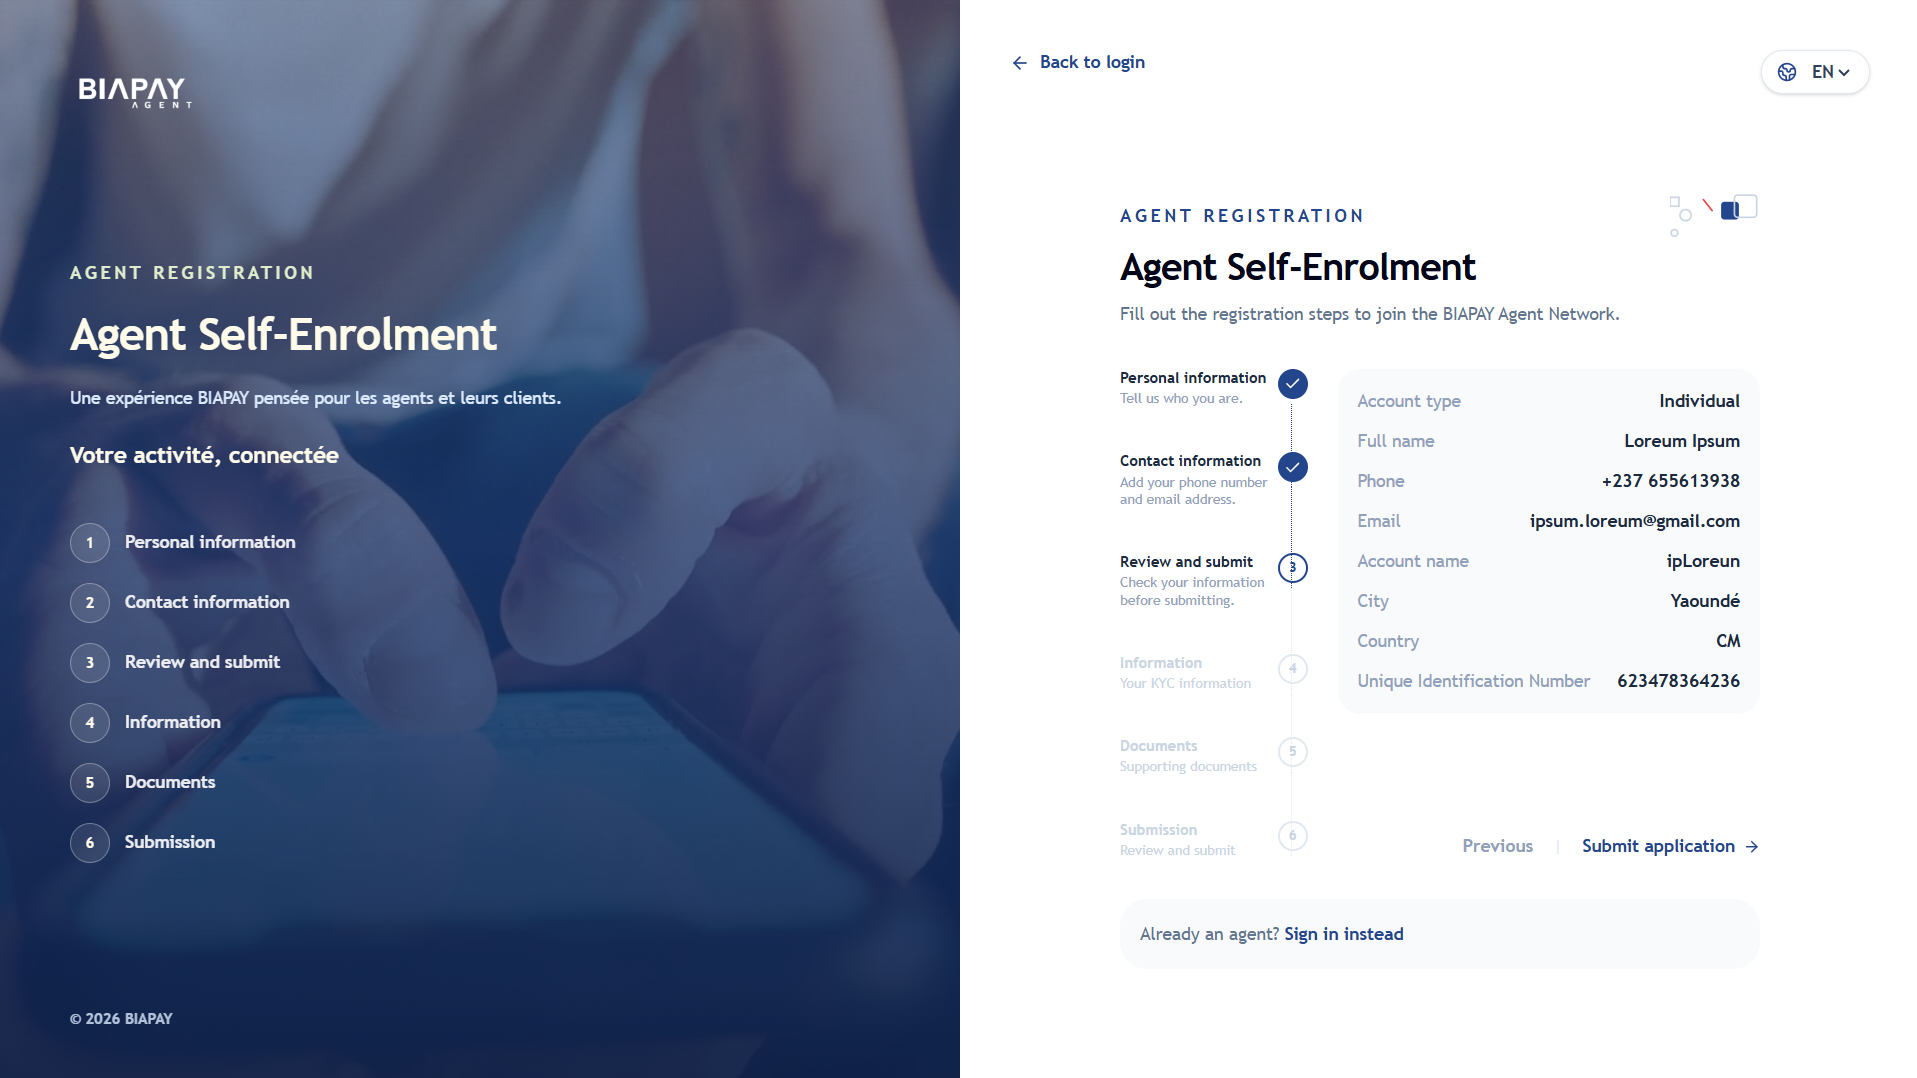 BIAPAY
AGENT
AGENT REGISTRATION
Agent Self-Enrolment
Une expérience BIAPAY pensée pour les agents et leurs clients.
Votre activité, connectée
1 Personal information
2 Contact information
3 Review and submit
4 Information
5 Documents
6 Submission
© 2026 BIAPAY
Back to login
EN
AGENT REGISTRATION
Agent Self-Enrolment
Fill out the registration steps to join the BIAPAY Agent Network.
Personal information
Tell us who you are.
Contact information
Add your phone number
and email address.
Review and submit
3
Check your information
before submitting.
Information
4
Your KYC information
Documents
5
Supporting documents
Submission
6
Review and submit
Account type Individual
Full name Loreum Ipsum
Phone +237 655613938
Email ipsum.loreum@gmail.com
Account name ipLoreun
City Yaoundé
Country CM
Unique Identification Number 623478364236
Previous | Submit application
Already an agent? Sign in instead